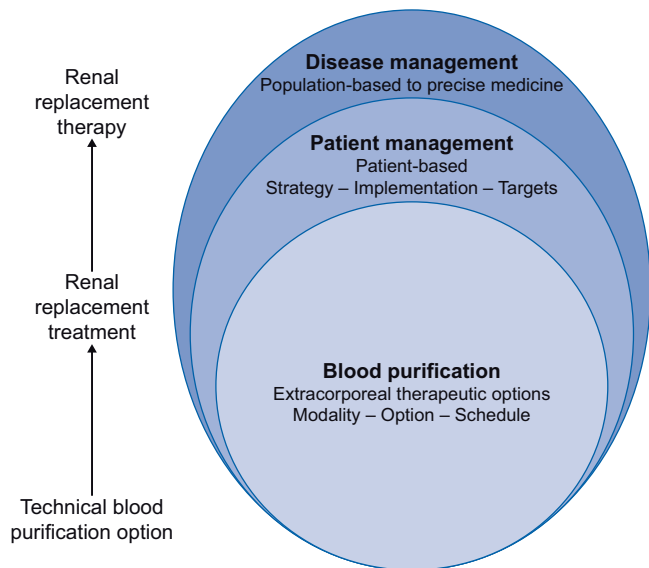 Renal
replacement
therapy
Renal
replacement
treatment
Technical blood
purification option
Disease management
Population-based to precise medicine
Patient management
Patient-based
Strategy – Implementation – Targets
Blood purification
Extracorporeal therapeutic options
Modality – Option – Schedule